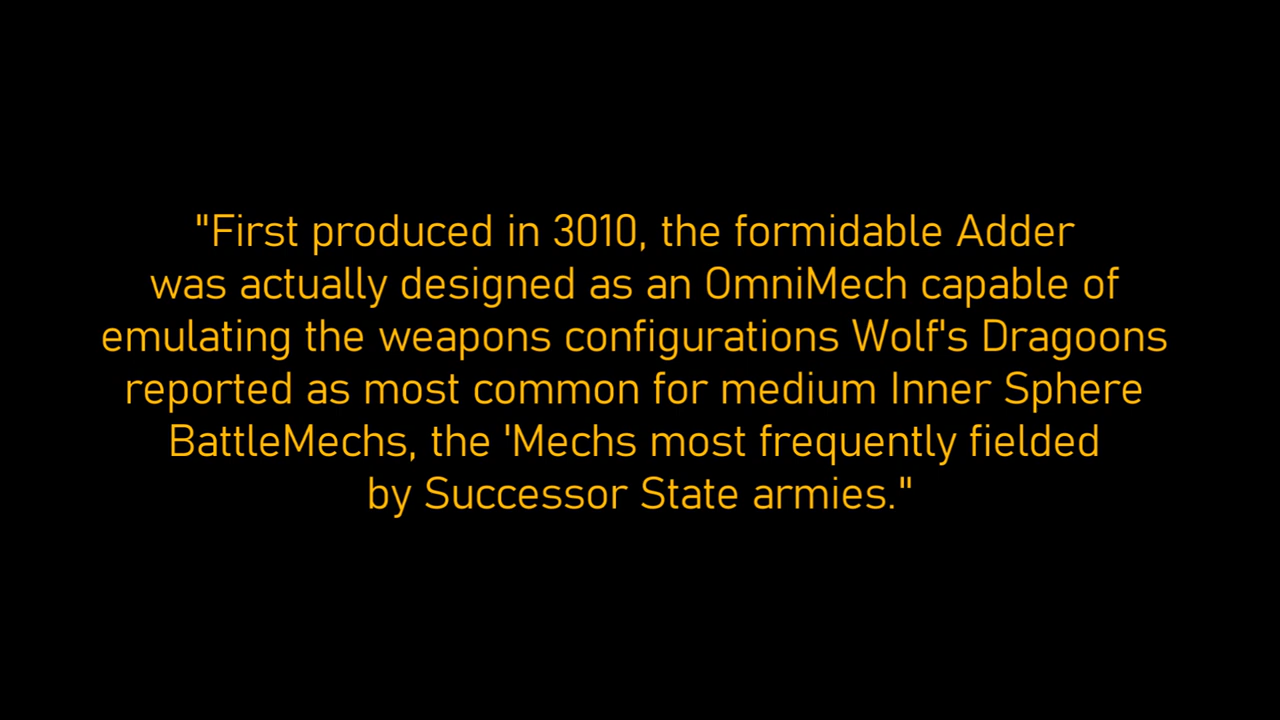 "First produced in 3010, the formidable Adder
was actually designed as an OmniMech capable of
emulating the weapons configurations Wolf's Dragoons
reported as most common for medium Inner Sphere
BattleMechs, the 'Mechs most frequently fielded
by Successor State armies."